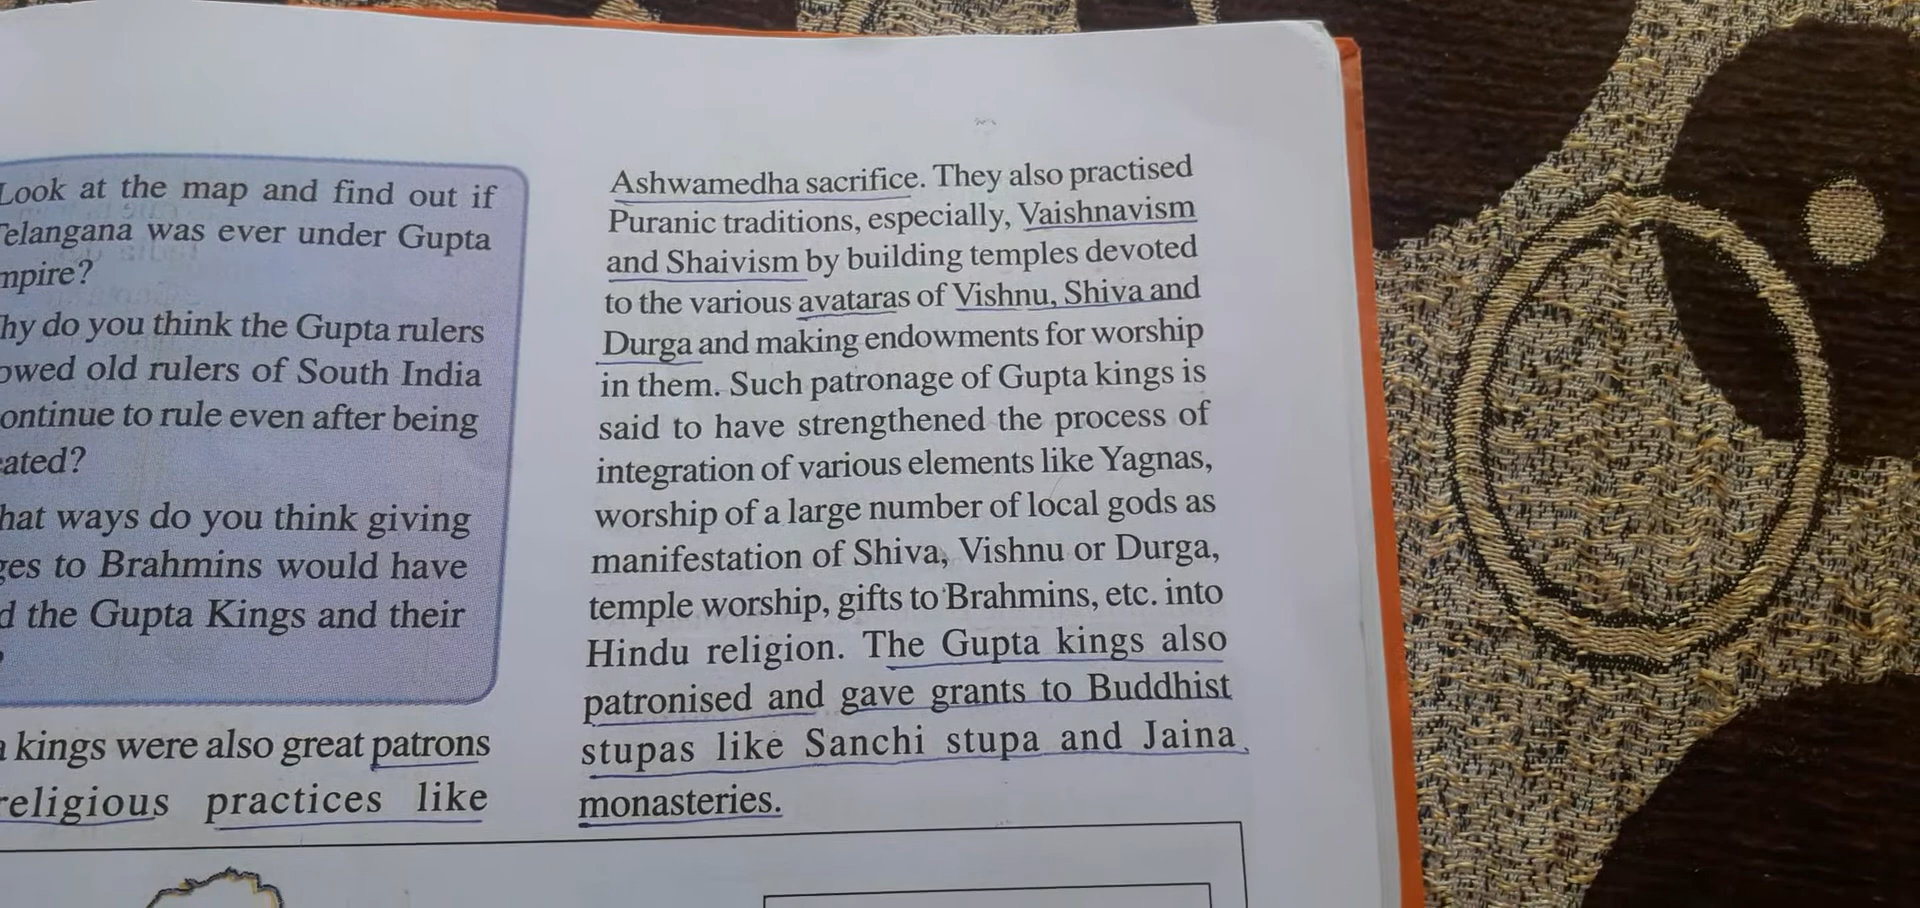 Look at the map and find out if
Telangana was ever under Gupta
mpire?
hy do you think the Gupta rulers
owed old rulers of South India
ontinue to rule even after being
ated?
hat ways do you think giving
ges to Brahmins would have
d the Gupta Kings and their
?
kings were also great patrons
religious practices like
Ashwamedha sacrifice. They also practised
Puranic traditions, especially, Vaishnavism
and Shaivism by building temples devoted
to the various avataras of Vishnu, Shiva and
Durga and making endowments for worship
in them. Such patronage of Gupta kings is
said to have strengthened the process of
integration of various elements like Yagnas,
worship of a large number of local gods as
manifestation of Shiva, Vishnu or Durga,
temple worship, gifts to Brahmins, etc. into
Hindu religion. The Gupta kings also
patronised and gave grants to Buddhist
stupas like Sanchi stupa and Jaina
monasteries.